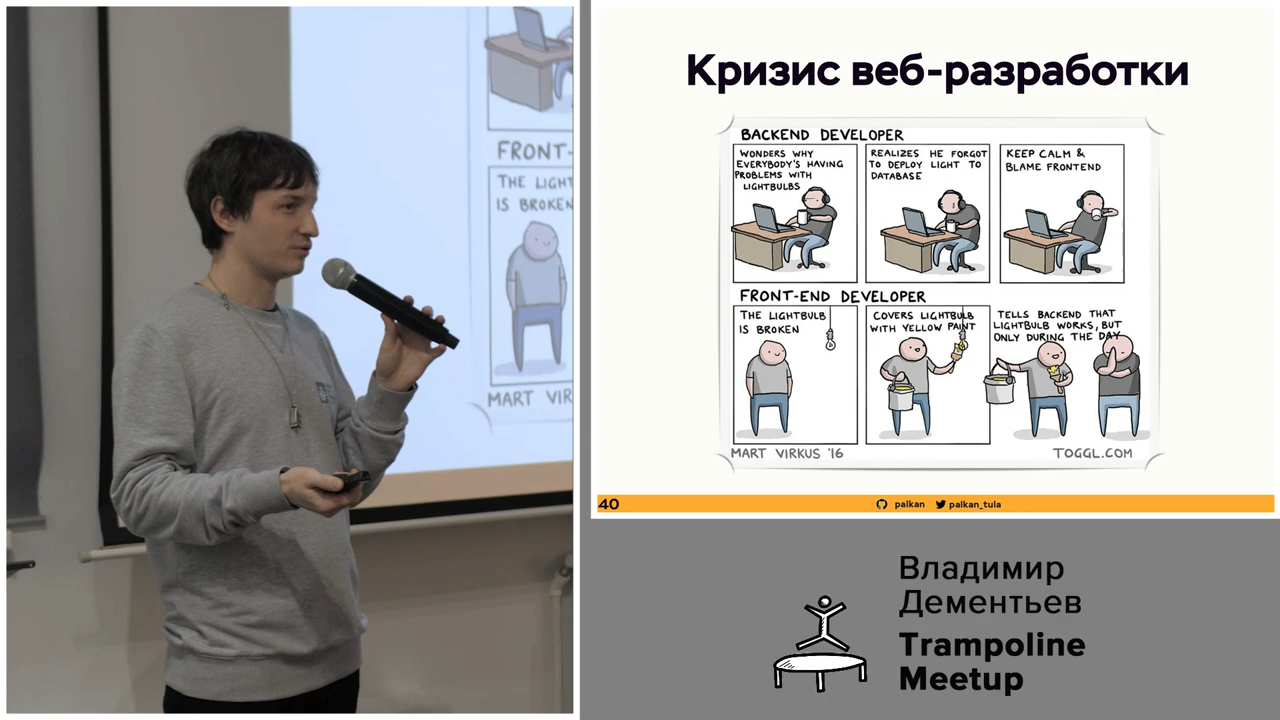 FRONT-
THE LIGHT
IS BROKEN
MART VIR
Кризис веб-разработки
BACKEND DEVELOPER
WONDERS WHY
EVERYBODY'S HAVING
PROBLEMS WITH
LIGHTBULBS
REALIZES HE FORGOT
TO DEPLOY LIGHT TO
DATABASE
KEEP CALM &
BLAME FRONTEND
FRONT-END DEVELOPER
THE LIGHTBULB
IS BROKEN
COVERS LIGHTBULB
WITH YELLOW PAINT
TELLS BACKEND THAT
LIGHTBULB WORKS, BUT
ONLY DURING THE DAY
MART VIRKUS '16
TOGGL.COM
40
palkan
palkan_tula
Владимир
Дементьев
Trampoline
Meetup